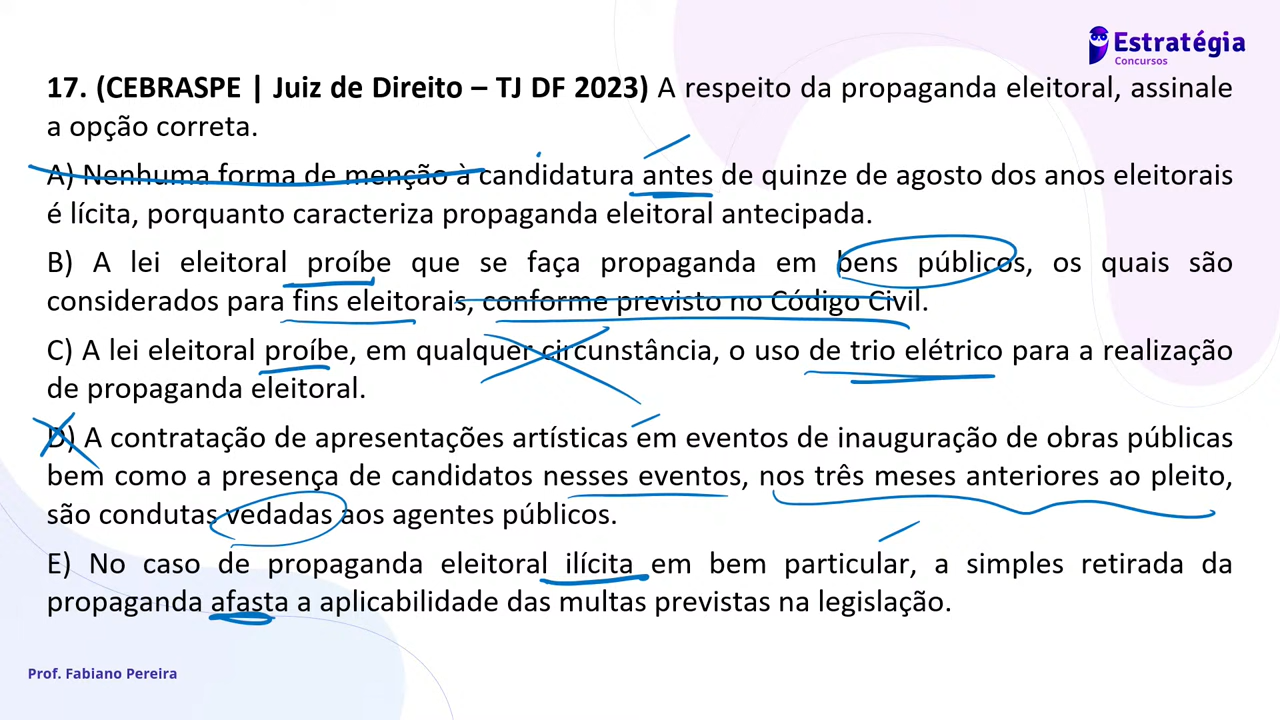 Estratégia
Concursos
17. (CEBRASPE | Juiz de Direito – TJ DF 2023) A respeito da propaganda eleitoral, assinale
a opção correta.
A) Nenhuma forma de menção à candidatura antes de quinze de agosto dos anos eleitorais
é lícita, porquanto caracteriza propaganda eleitoral antecipada.
B) A lei eleitoral proíbe que se faça propaganda em bens públicos, os quais são
considerados para fins eleitorais, conforme previsto no Código Civil.
C) A lei eleitoral proíbe, em qualquer circunstância, o uso de trio elétrico para a realização
de propaganda eleitoral.
D) A contratação de apresentações artísticas em eventos de inauguração de obras públicas
bem como a presença de candidatos nesses eventos, nos três meses anteriores ao pleito,
são condutas vedadas aos agentes públicos.
E) No caso de propaganda eleitoral ilícita em bem particular, a simples retirada da
propaganda afasta a aplicabilidade das multas previstas na legislação.
Prof. Fabiano Pereira